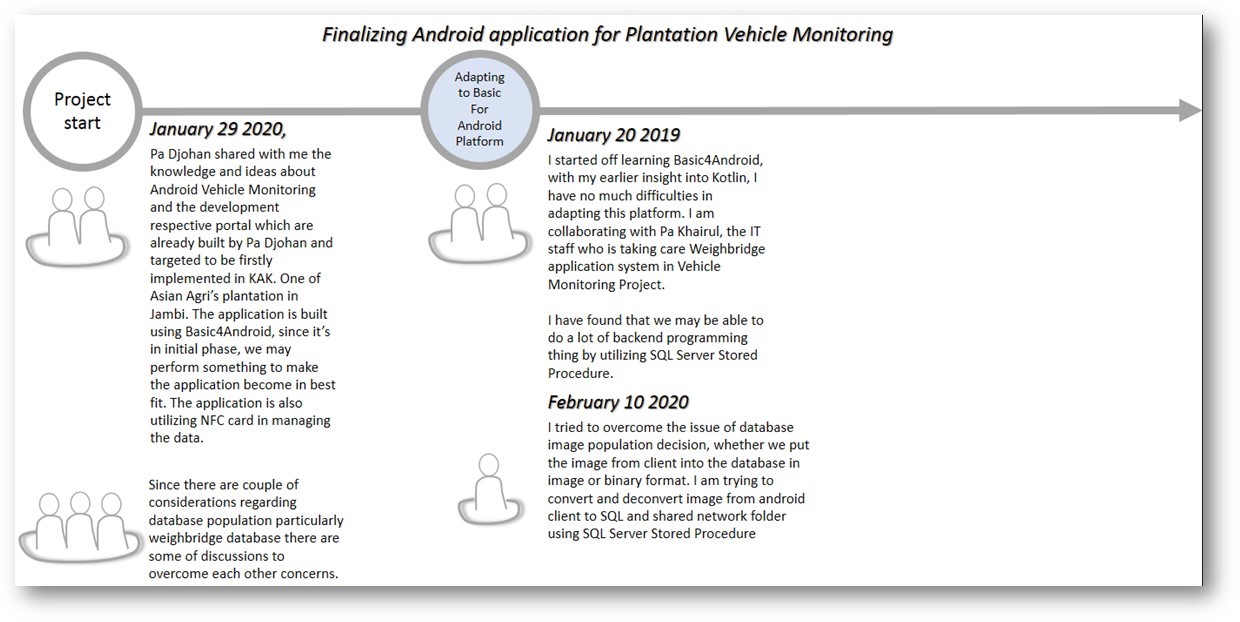 Finalizing Android application for Plantation Vehicle Monitoring
Project
start
January 29 2020,
Pa Djohan shared with me the
knowledge and ideas about
Android Vehicle Monitoring
and the development
respective portal which are
already built by Pa Djohan and
targeted to be firstly
implemented in KAK. One of
Asian Agri's plantation in
Jambi. The application is built
using Basic4Android, since it's
in initial phase, we may
perform something to make
the application become in best
fit. The application is also
utilizing NFC card in managing
the data.
Since there are couple of
considerations regarding
database population particularly
weighbridge database there are
some of discussions to
overcome each other concerns.
Adapting
to Basic
For
Android
Platform
January 20 2019
I started off learning Basic4Android,
with my earlier insight into Kotlin, I
have no much difficulties in
adapting this platform. I am
collaborating with Pa Khairul, the IT
staff who is taking care Weighbridge
application system in Vehicle
Monitoring Project.
I have found that we may be able to
do a lot of backend programming
thing by utilizing SQL Server Stored
Procedure.
February 10 2020
I tried to overcome the issue of database
image population decision, whether we put
the image from client into the database in
image or binary format. I am trying to
convert and deconvert image from android
client to SQL and shared network folder
using SQL Server Stored Procedure